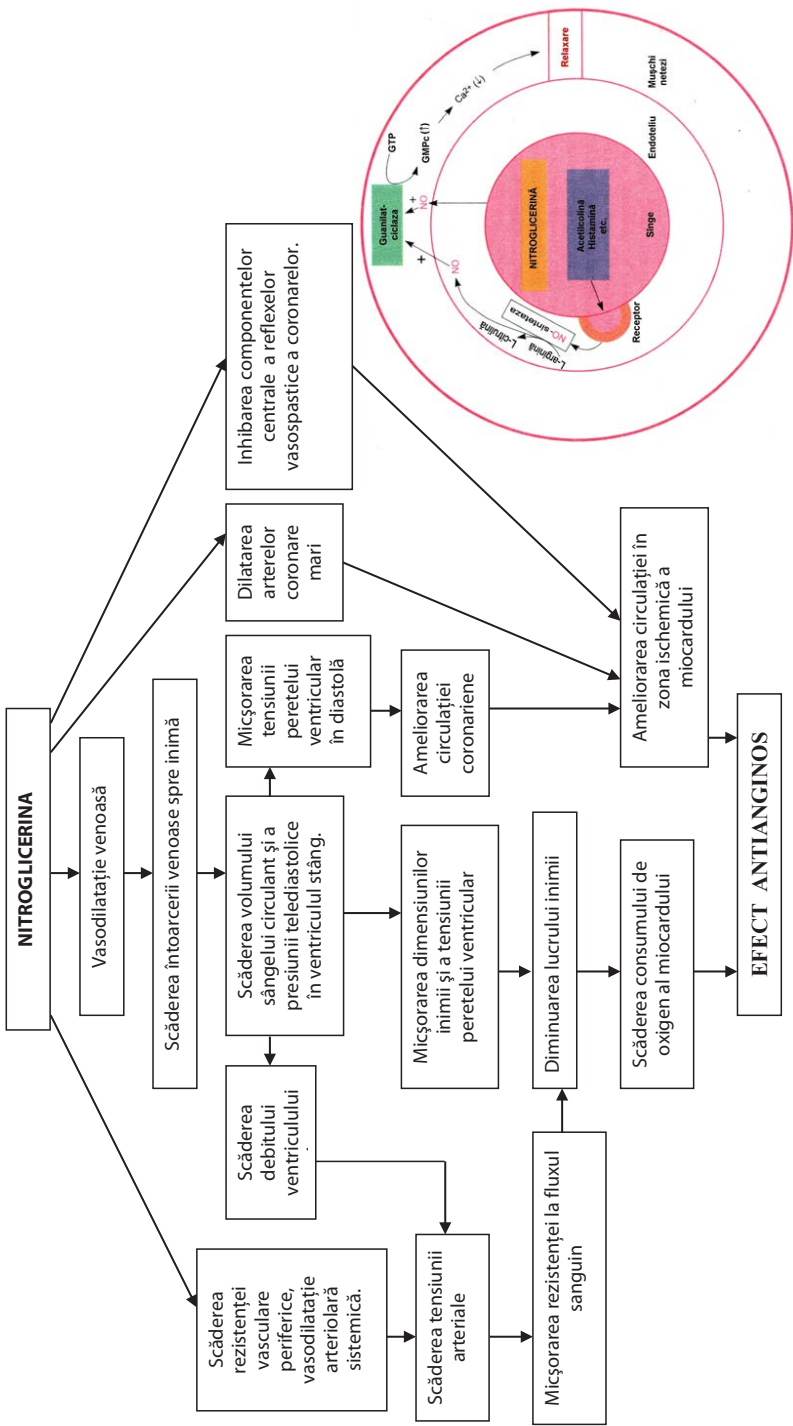 NITROGLICERINA
Vasodilatație venoasă
Scăderea întoarcerii venoase spre inimă
Scăderea
rezistenței
vasculare
periferice,
vasodilatație
arteriolară
sistemică.
Scăderea
debitului
ventriculului
Scăderea volumului
sângelui circulant și a
presiunii telediastolice
în ventriculul stâng.
Micșorarea
tensiunii
peretelui
ventricular
în diastolă
Dilatarea
arterelor
coronare
mari
Inhibarea componentelor
centrale a reflexelor
vasospastice a coronarelor.
Scăderea tensiunii
arteriale
Micșorarea dimensiunilor
inimii și a tensiunii
peretelui ventricular
Ameliorarea
circulației
coronariene
Micșorarea rezistenței la fluxul
sanguin
Diminuarea lucrului inimii
Ameliorarea circulației în
zona ischemică a
miocardului
Scăderea consumului de
oxigen al miocardului
EFECT ANTIANGINOS
Guanilat-
ciclaza
GTP
GMPc (↑)
Ca²⁺ (↓)
Relaxare
+
NO
+
NO
L-arginină
L-citrulină
NO-sintetaza
NITROGLICERINĂ
Acetilcolină
Histamină
etc.
Receptor
Sînge
Endoteliu
Mușchi
netezi